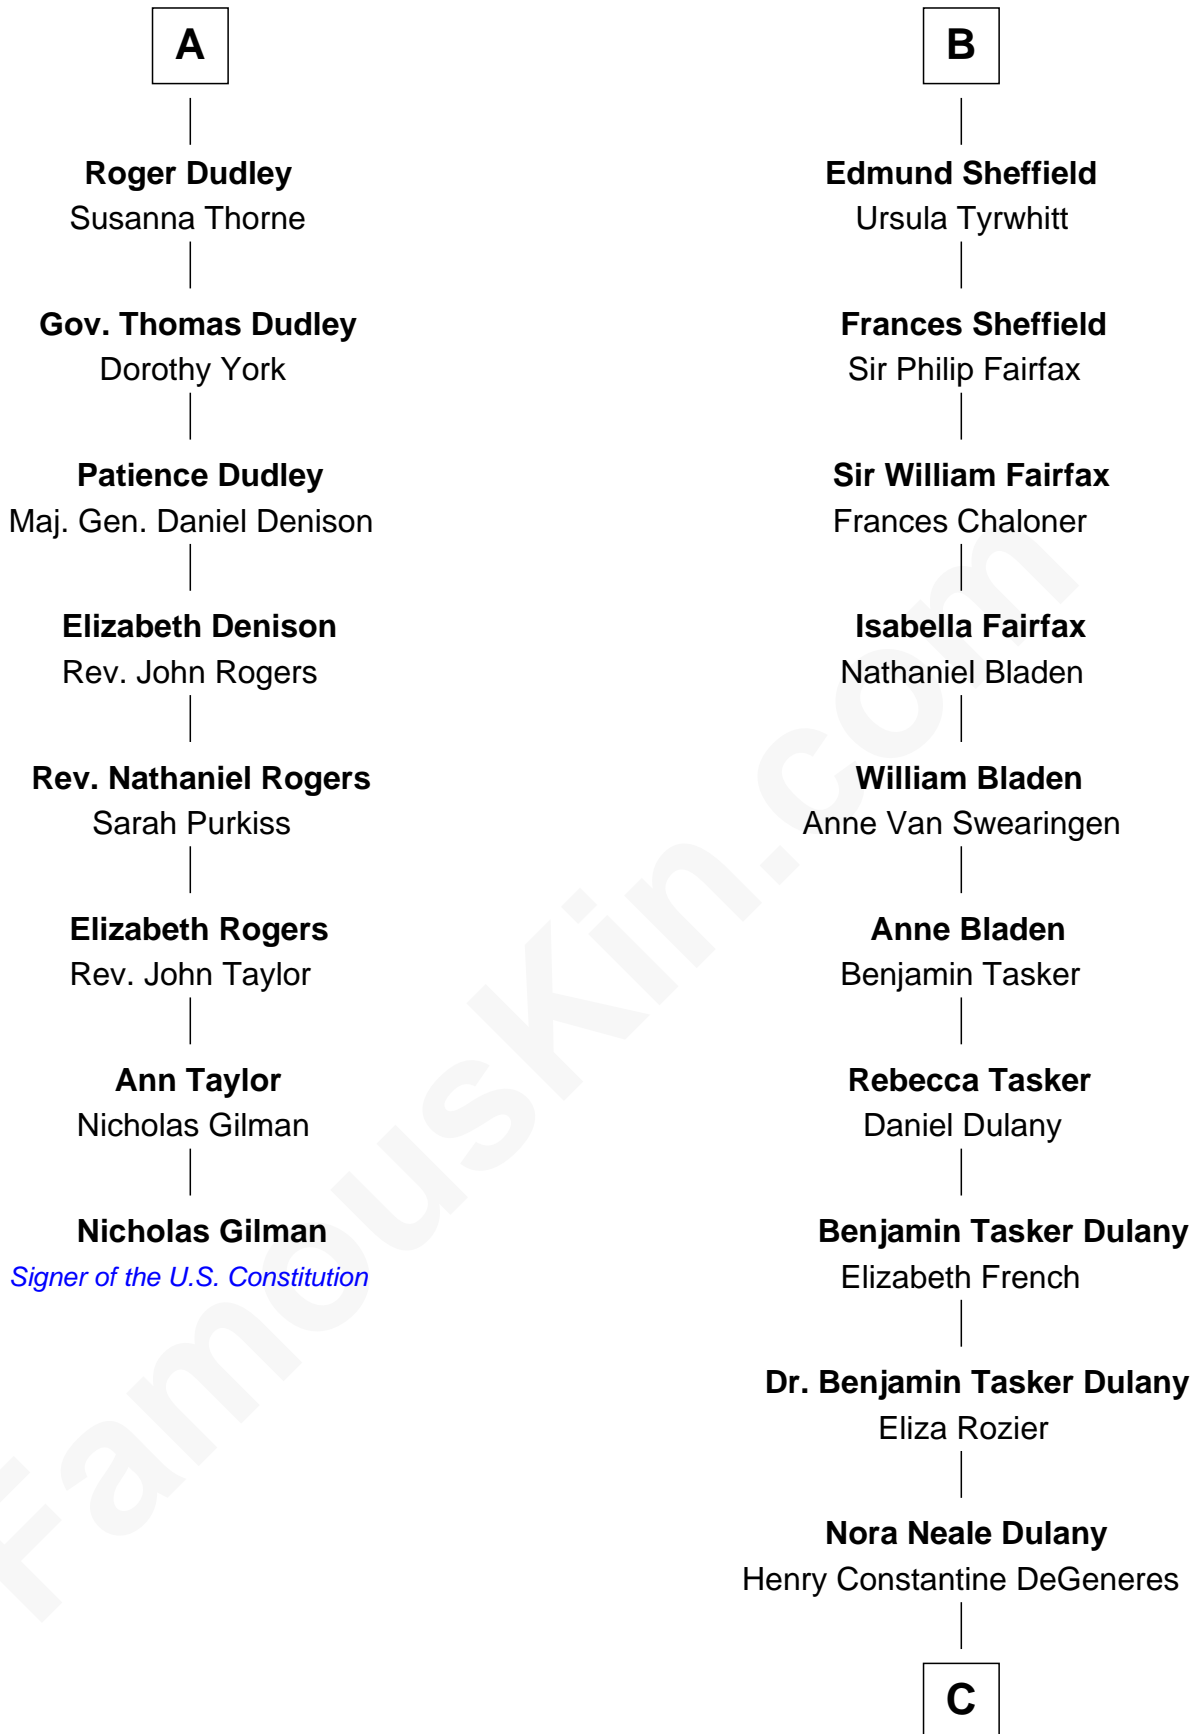 A
Roger Dudley
Susanna Thorne
Gov. Thomas Dudley
Dorothy York
Patience Dudley
Maj. Gen. Daniel Denison
Elizabeth Denison
Rev. John Rogers
Rev. Nathaniel Rogers
Sarah Purkiss
Elizabeth Rogers
Rev. John Taylor
Ann Taylor
Nicholas Gilman
Nicholas Gilman
Signer of the U.S. Constitution
B
Edmund Sheffield
Ursula Tyrwhitt
Frances Sheffield
Sir Philip Fairfax
Sir William Fairfax
Frances Chaloner
Isabella Fairfax
Nathaniel Bladen
William Bladen
Anne Van Swearingen
Anne Bladen
Benjamin Tasker
Rebecca Tasker
Daniel Dulany
Benjamin Tasker Dulany
Elizabeth French
Dr. Benjamin Tasker Dulany
Eliza Rozier
Nora Neale Dulany
Henry Constantine DeGeneres
C
FamousKin.com